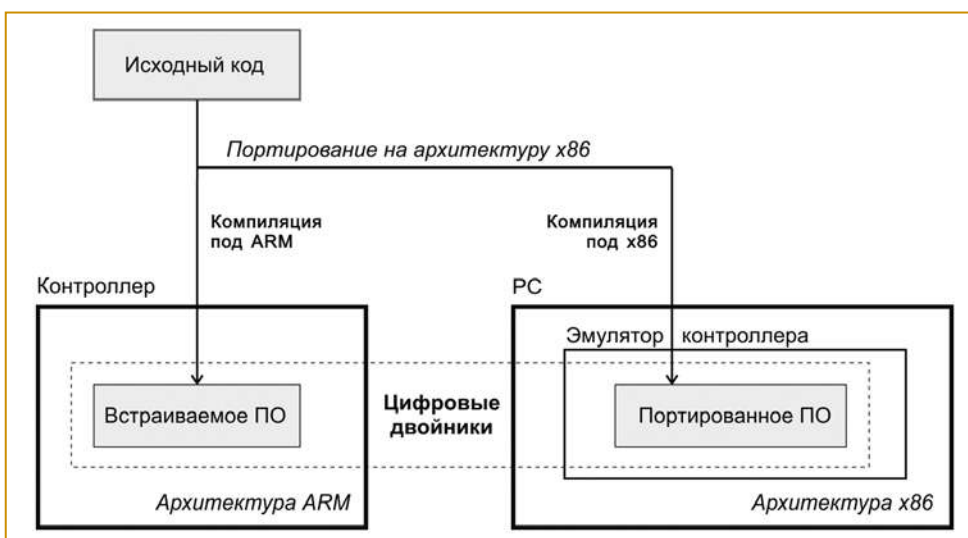 Исходный код
Портирование на архитектуру x86
Компиляция
под ARM
Компиляция
под x86
Контроллер
PC
Эмулятор контроллера
Встраиваемое ПО
Цифровые
двойники
Портированное ПО
Архитектура ARM
Архитектура x86